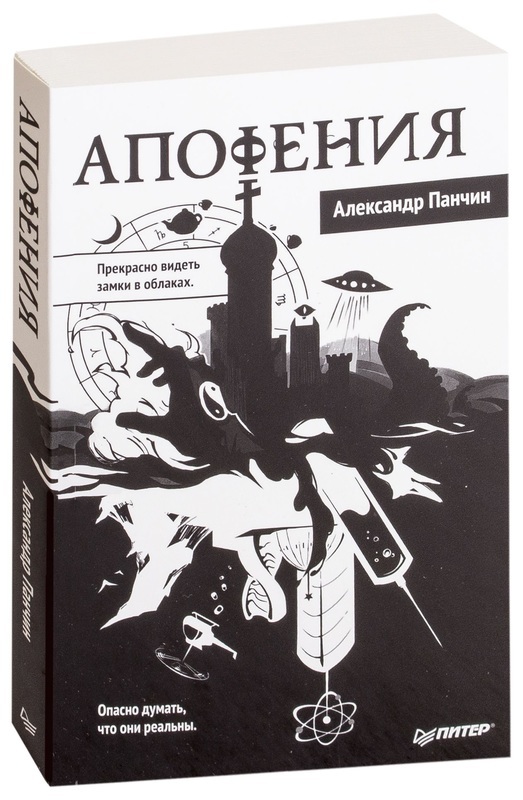 АПОФЕНИЯ
Александр Панчин
Прекрасно видеть
замки в облаках.
Опасно думать,
что они реальны.
ПИТЕР®
АПОФЕНИЯ
Александр Панчин